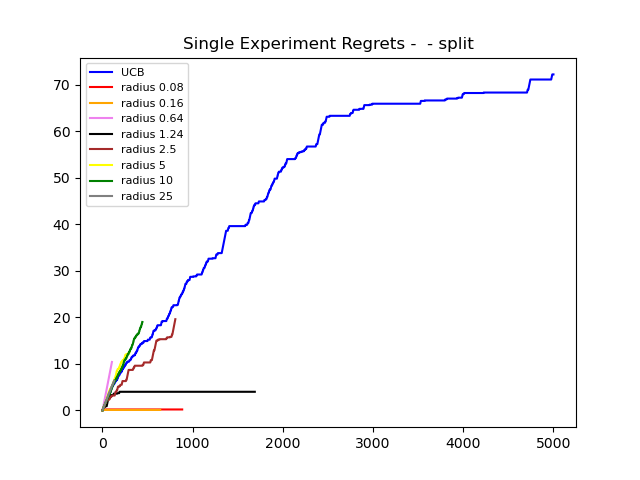 Single Experiment Regrets -  - split
UCB
radius 0.08
radius 0.16
radius 0.64
radius 1.24
radius 2.5
radius 5
radius 10
radius 25
70
60
50
40
30
20
10
0
0 1000 2000 3000 4000 5000